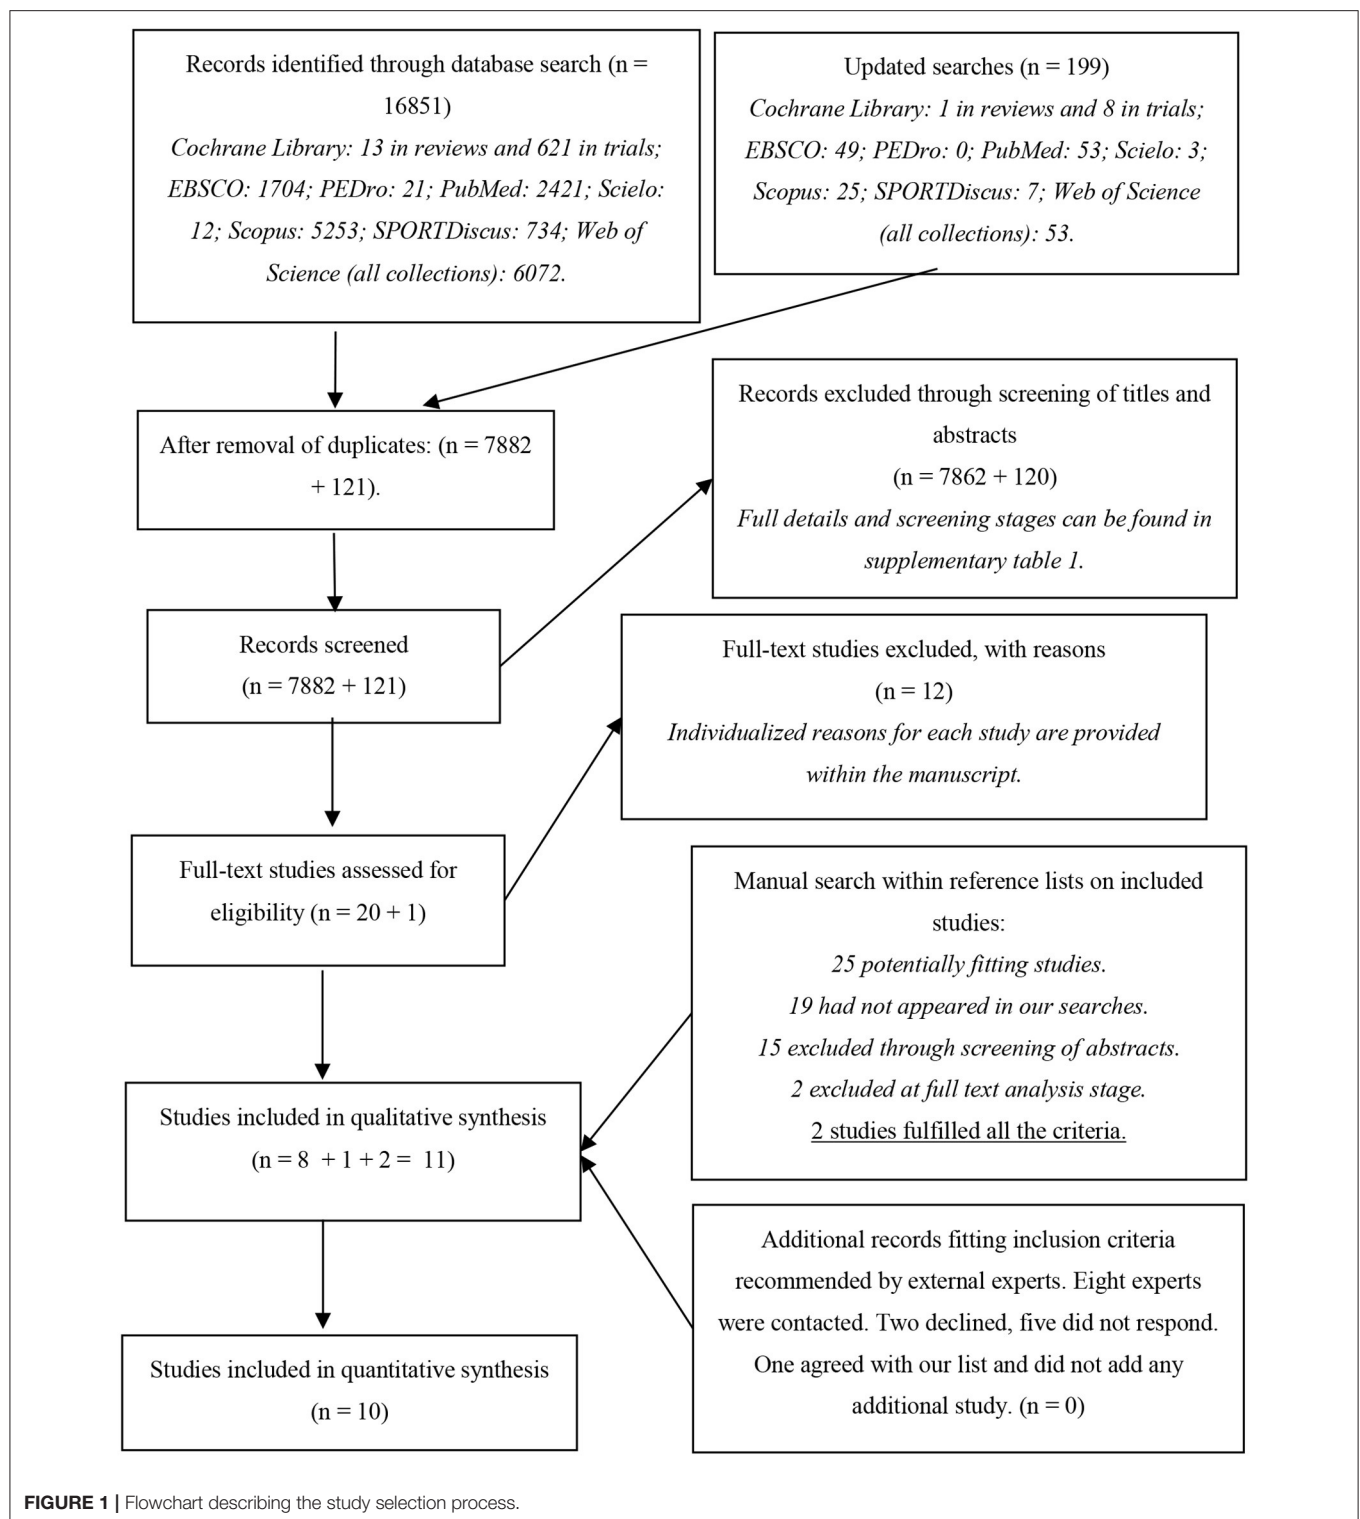 Records identified through database search (n =
16851)
Cochrane Library: 13 in reviews and 621 in trials;
EBSCO: 1704; PEDro: 21; PubMed: 2421; Scielo:
12; Scopus: 5253; SPORTDiscus: 734; Web of
Science (all collections): 6072.
Updated searches (n = 199)
Cochrane Library: 1 in reviews and 8 in trials;
EBSCO: 49; PEDro: 0; PubMed: 53; Scielo: 3;
Scopus: 25; SPORTDiscus: 7; Web of Science
(all collections): 53.
After removal of duplicates: (n = 7882
+ 121).
Records excluded through screening of titles and
abstracts
(n = 7862 + 120)
Full details and screening stages can be found in
supplementary table 1.
Records screened
(n = 7882 + 121)
Full-text studies excluded, with reasons
(n = 12)
Individualized reasons for each study are provided
within the manuscript.
Full-text studies assessed for
eligibility (n = 20 + 1)
Manual search within reference lists on included
studies:
25 potentially fitting studies.
19 had not appeared in our searches.
15 excluded through screening of abstracts.
2 excluded at full text analysis stage.
2 studies fulfilled all the criteria.
Studies included in qualitative synthesis
(n = 8 + 1 + 2 = 11)
Additional records fitting inclusion criteria
recommended by external experts. Eight experts
were contacted. Two declined, five did not respond.
One agreed with our list and did not add any
additional study. (n = 0)
Studies included in quantitative synthesis
(n = 10)
FIGURE 1 | Flowchart describing the study selection process.